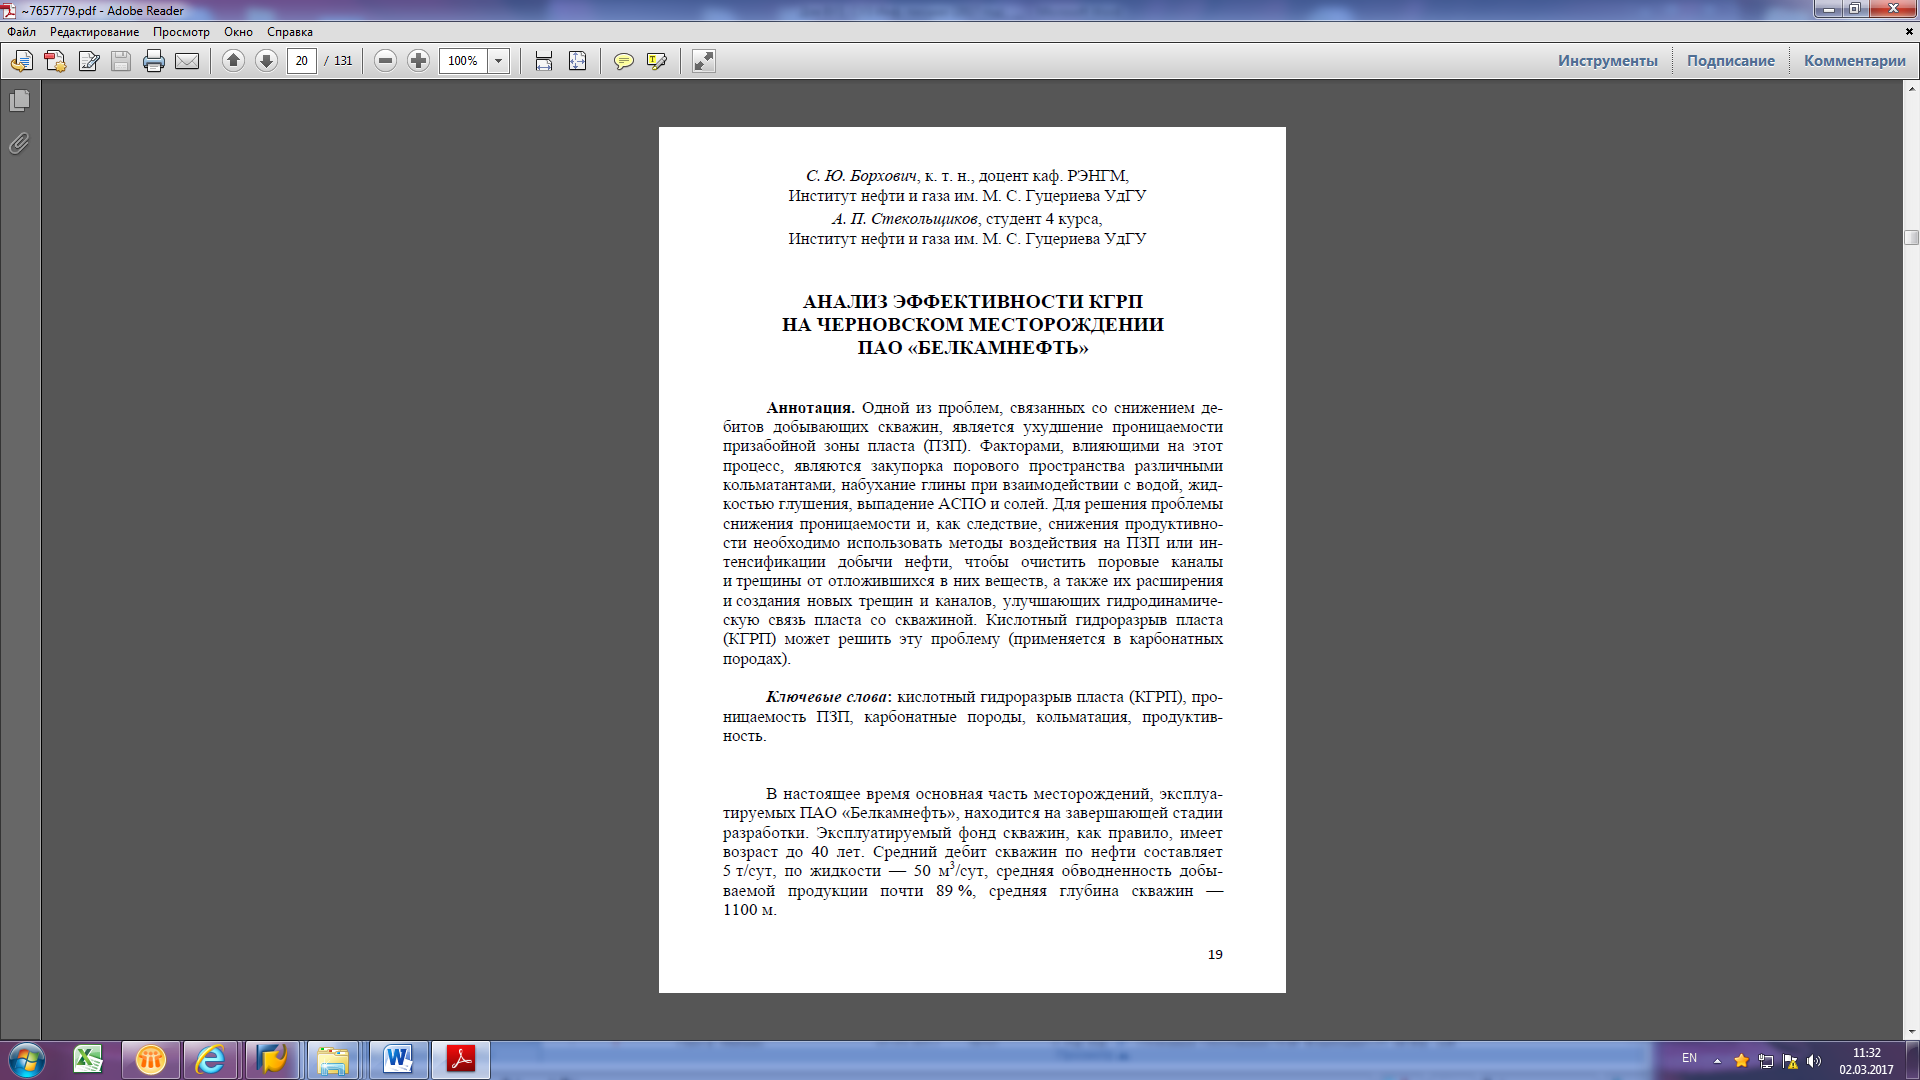 ~7657779.pdf - Adobe Reader
Файл Редактирование Просмотр Окно Справка
20 / 131 100% Инструменты Подписание Комментарии
С. Ю. Борхович, к. т. н., доцент каф. РЭНГМ,
Институт нефти и газа им. М. С. Гуцериева УдГУ
А. П. Стекольщиков, студент 4 курса,
Институт нефти и газа им. М. С. Гуцериева УдГУ
АНАЛИЗ ЭФФЕКТИВНОСТИ КГРП
НА ЧЕРНОВСКОМ МЕСТОРОЖДЕНИИ
ПАО «БЕЛКАМНЕФТЬ»
Аннотация. Одной из проблем, связанных со снижением де-
битов добывающих скважин, является ухудшение проницаемости
призабойной зоны пласта (ПЗП). Факторами, влияющими на этот
процесс, являются закупорка порового пространства различными
кольматантами, набухание глины при взаимодействии с водой, жид-
костью глушения, выпадение АСПО и солей. Для решения проблемы
снижения проницаемости и, как следствие, снижения продуктивно-
сти необходимо использовать методы воздействия на ПЗП или ин-
тенсификации добычи нефти, чтобы очистить поровые каналы
и трещины от отложившихся в них веществ, а также их расширения
и создания новых трещин и каналов, улучшающих гидродинамиче-
скую связь пласта со скважиной. Кислотный гидроразрыв пласта
(КГРП) может решить эту проблему (применяется в карбонатных
породах).
Ключевые слова: кислотный гидроразрыв пласта (КГРП), про-
ницаемость ПЗП, карбонатные породы, кольматация, продуктив-
ность.
В настоящее время основная часть месторождений, эксплуа-
тируемых ПАО «Белкамнефть», находится на завершающей стадии
разработки. Эксплуатируемый фонд скважин, как правило, имеет
возраст до 40 лет. Средний дебит скважин по нефти составляет
5 т/сут, по жидкости — 50 м³/сут, средняя обводненность добы-
ваемой продукции почти 89 %, средняя глубина скважин —
1100 м.
19
EN 11:32
02.03.2017